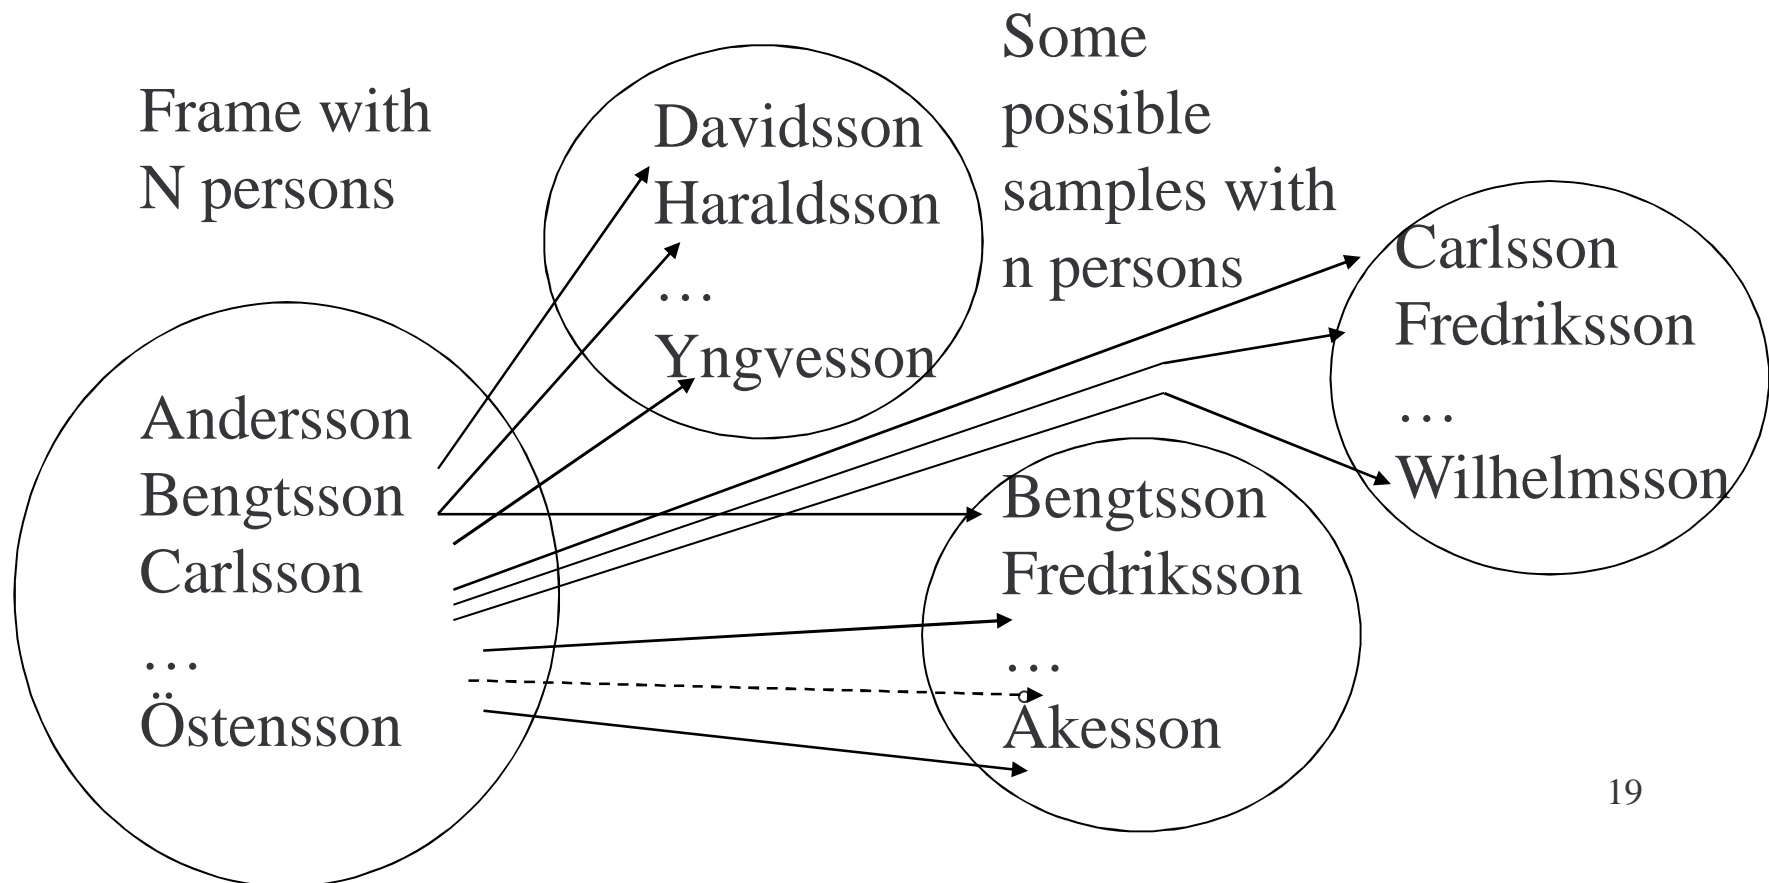 Frame with
N persons
Davidsson
Haraldsson
…
Yngvesson
Some
possible
samples with
n persons
Carlsson
Fredriksson
…
Wilhelmsson
Andersson
Bengtsson
Carlsson
…
Östensson
Bengtsson
Fredriksson
…
Åkesson
19